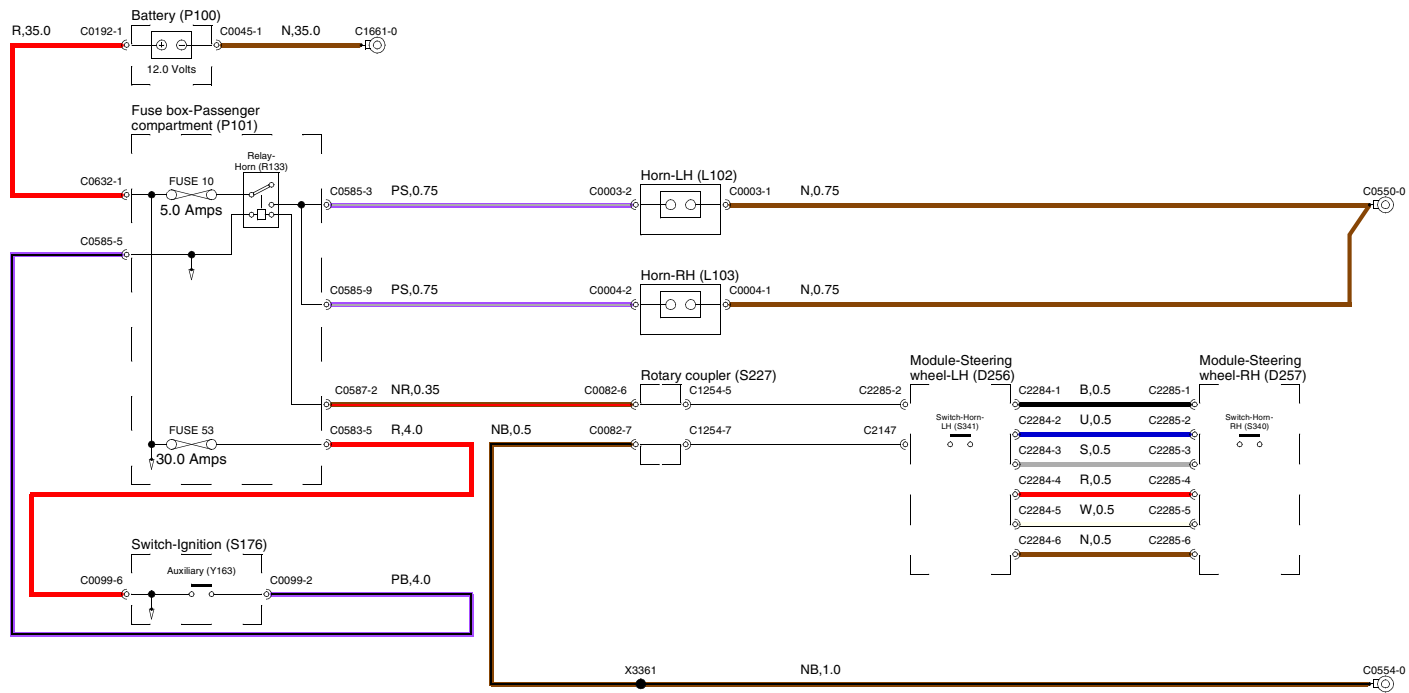 Battery (P100)
R,35.0
C0192-1
C0045-1
N,35.0
C1661-0
12.0 Volts
Fuse box-Passenger
compartment (P101)
Relay-
Horn (R133)
C0632-1
FUSE 10
5.0 Amps
C0585-3
PS,0.75
C0003-2
Horn-LH (L102)
C0003-1
N,0.75
C0550-0
C0585-5
C0585-9
PS,0.75
C0004-2
Horn-RH (L103)
C0004-1
N,0.75
C0587-2
NR,0.35
C0082-6
Rotary coupler (S227)
C1254-5
C2285-2
Module-Steering
wheel-LH (D256)
C2284-1
B,0.5
C2285-1
Module-Steering
wheel-RH (D257)
Switch-Horn-
LH (S341)
C2284-2
U,0.5
C2285-2
Switch-Horn-
RH (S340)
FUSE 53
30.0 Amps
C0583-5
R,4.0
NB,0.5
C0082-7
C1254-7
C2147
C2284-3
S,0.5
C2285-3
C2284-4
R,0.5
C2285-4
C2284-5
W,0.5
C2285-5
C2284-6
N,0.5
C2285-6
Switch-Ignition (S176)
Auxiliary (Y163)
C0099-6
C0099-2
PB,4.0
X3361
NB,1.0
C0554-0